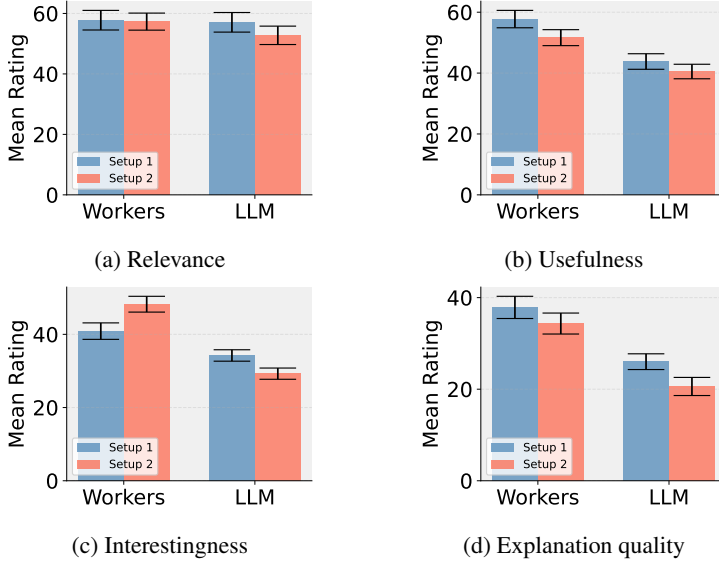 60
40
20
0
Mean Rating
Setup 1
Setup 2
Workers
LLM
(a) Relevance
60
40
20
0
Mean Rating
Setup 1
Setup 2
Workers
LLM
(b) Usefulness
40
20
0
Mean Rating
Setup 1
Setup 2
Workers
LLM
(c) Interestingness
40
20
0
Mean Rating
Setup 1
Setup 2
Workers
LLM
(d) Explanation quality